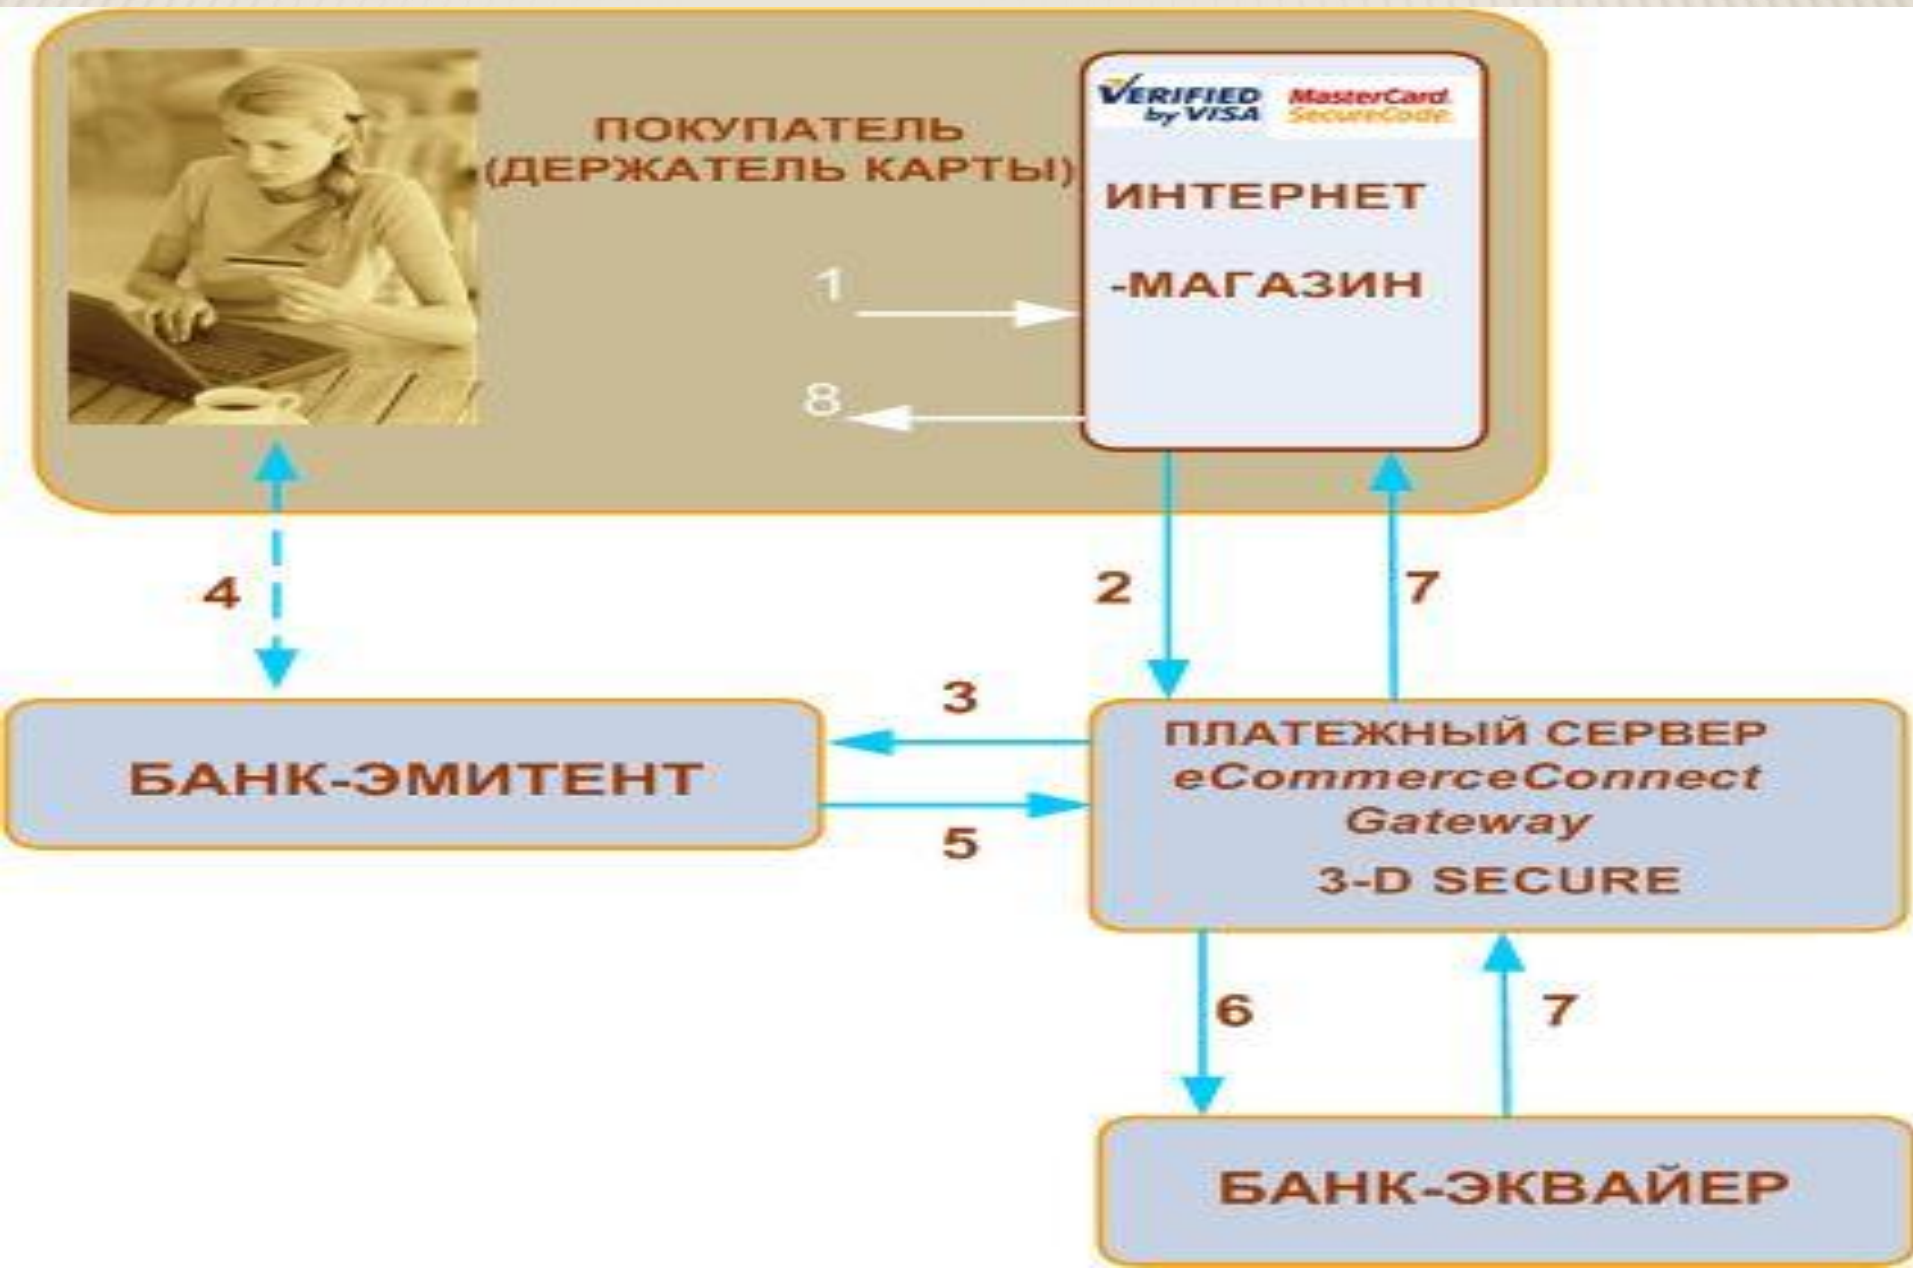 VERIFIED
by VISA
MasterCard.
SecureCode.
ПОКУПАТЕЛЬ
(ДЕРЖАТЕЛЬ КАРТЫ)
ИНТЕРНЕТ
-МАГАЗИН
1
8
4
2
7
3
БАНК-ЭМИТЕНТ
5
ПЛАТЕЖНЫЙ СЕРВЕР
eCommerceConnect
Gateway
3-D SECURE
6
7
БАНК-ЭКВАЙЕР